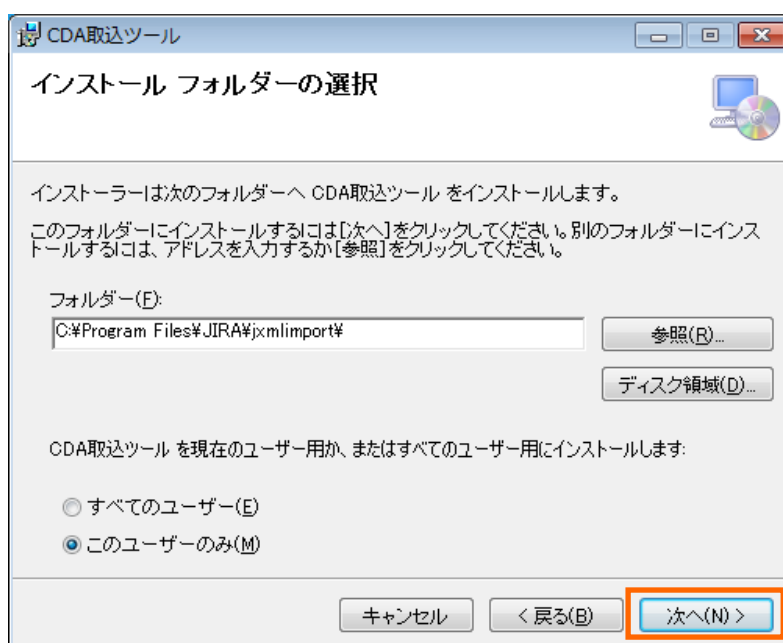 CDA取込ツール
インストール フォルダーの選択
インストーラーは次のフォルダーへ CDA取込ツール をインストールします。
このフォルダーにインストールするには[次へ]をクリックしてください。別のフォルダーにインス
トールするには、アドレスを入力するか[参照]をクリックしてください。
フォルダー(F):
C:¥Program Files¥JIRA¥jxmlimport¥
参照(R)...
ディスク領域(D)...
CDA取込ツール を現在のユーザー用か、またはすべてのユーザー用にインストールします:
すべてのユーザー(E)
このユーザーのみ(M)
キャンセル
< 戻る(B)
次へ(N) >